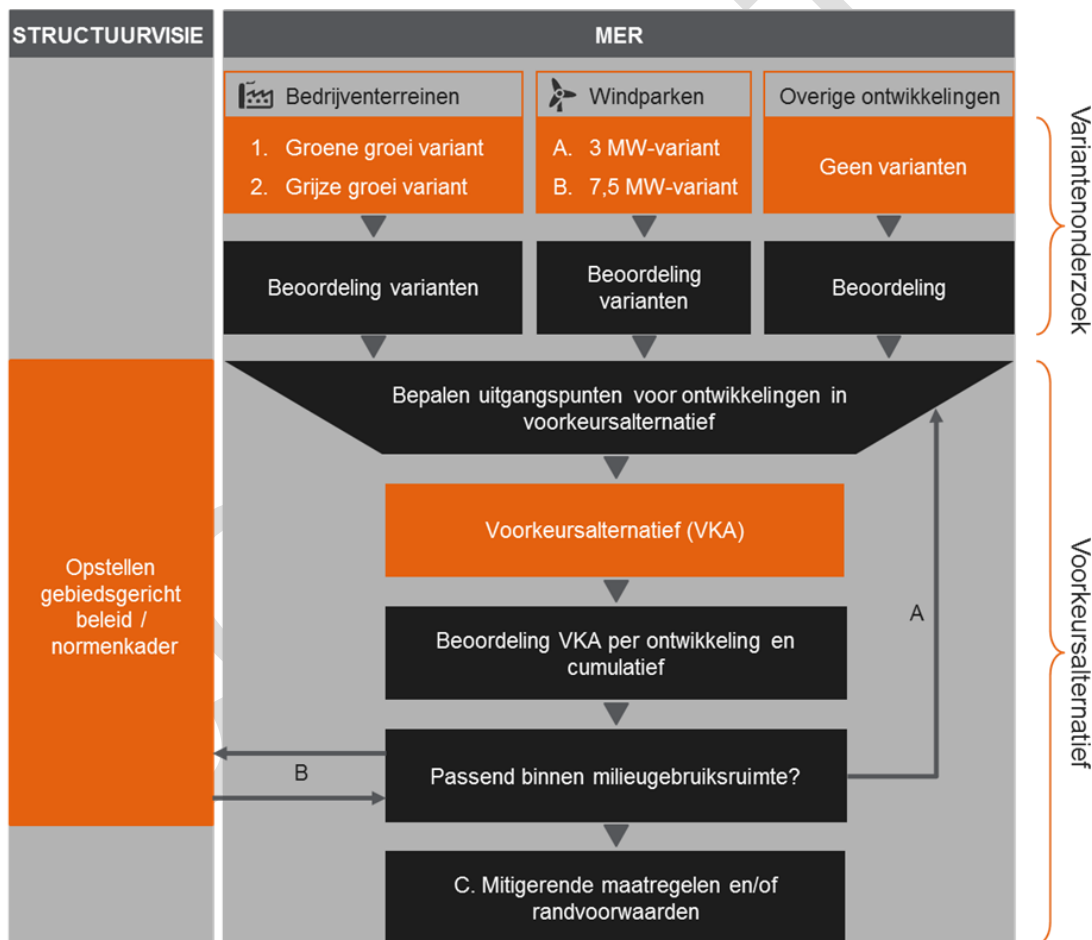 STRUCTUURVISIE
MER
Bedrijventerreinen
1. Groene groei variant
2. Grijze groei variant
Windparken
A. 3 MW-variant
B. 7,5 MW-variant
Overige ontwikkelingen
Geen varianten
Beoordeling varianten
Beoordeling
varianten
Beoordeling
Variantenonderzoek
Bepalen uitgangspunten voor ontwikkelingen in
voorkeursalternatief
Voorkeursalternatief (VKA)
Beoordeling VKA per ontwikkeling en
cumulatief
Passend binnen milieugebruiksruimte?
A
B
Opstellen
gebiedsgericht
beleid /
normenkader
C. Mitigerende maatregelen en/of
randvoorwaarden
Voorkeursalternatief